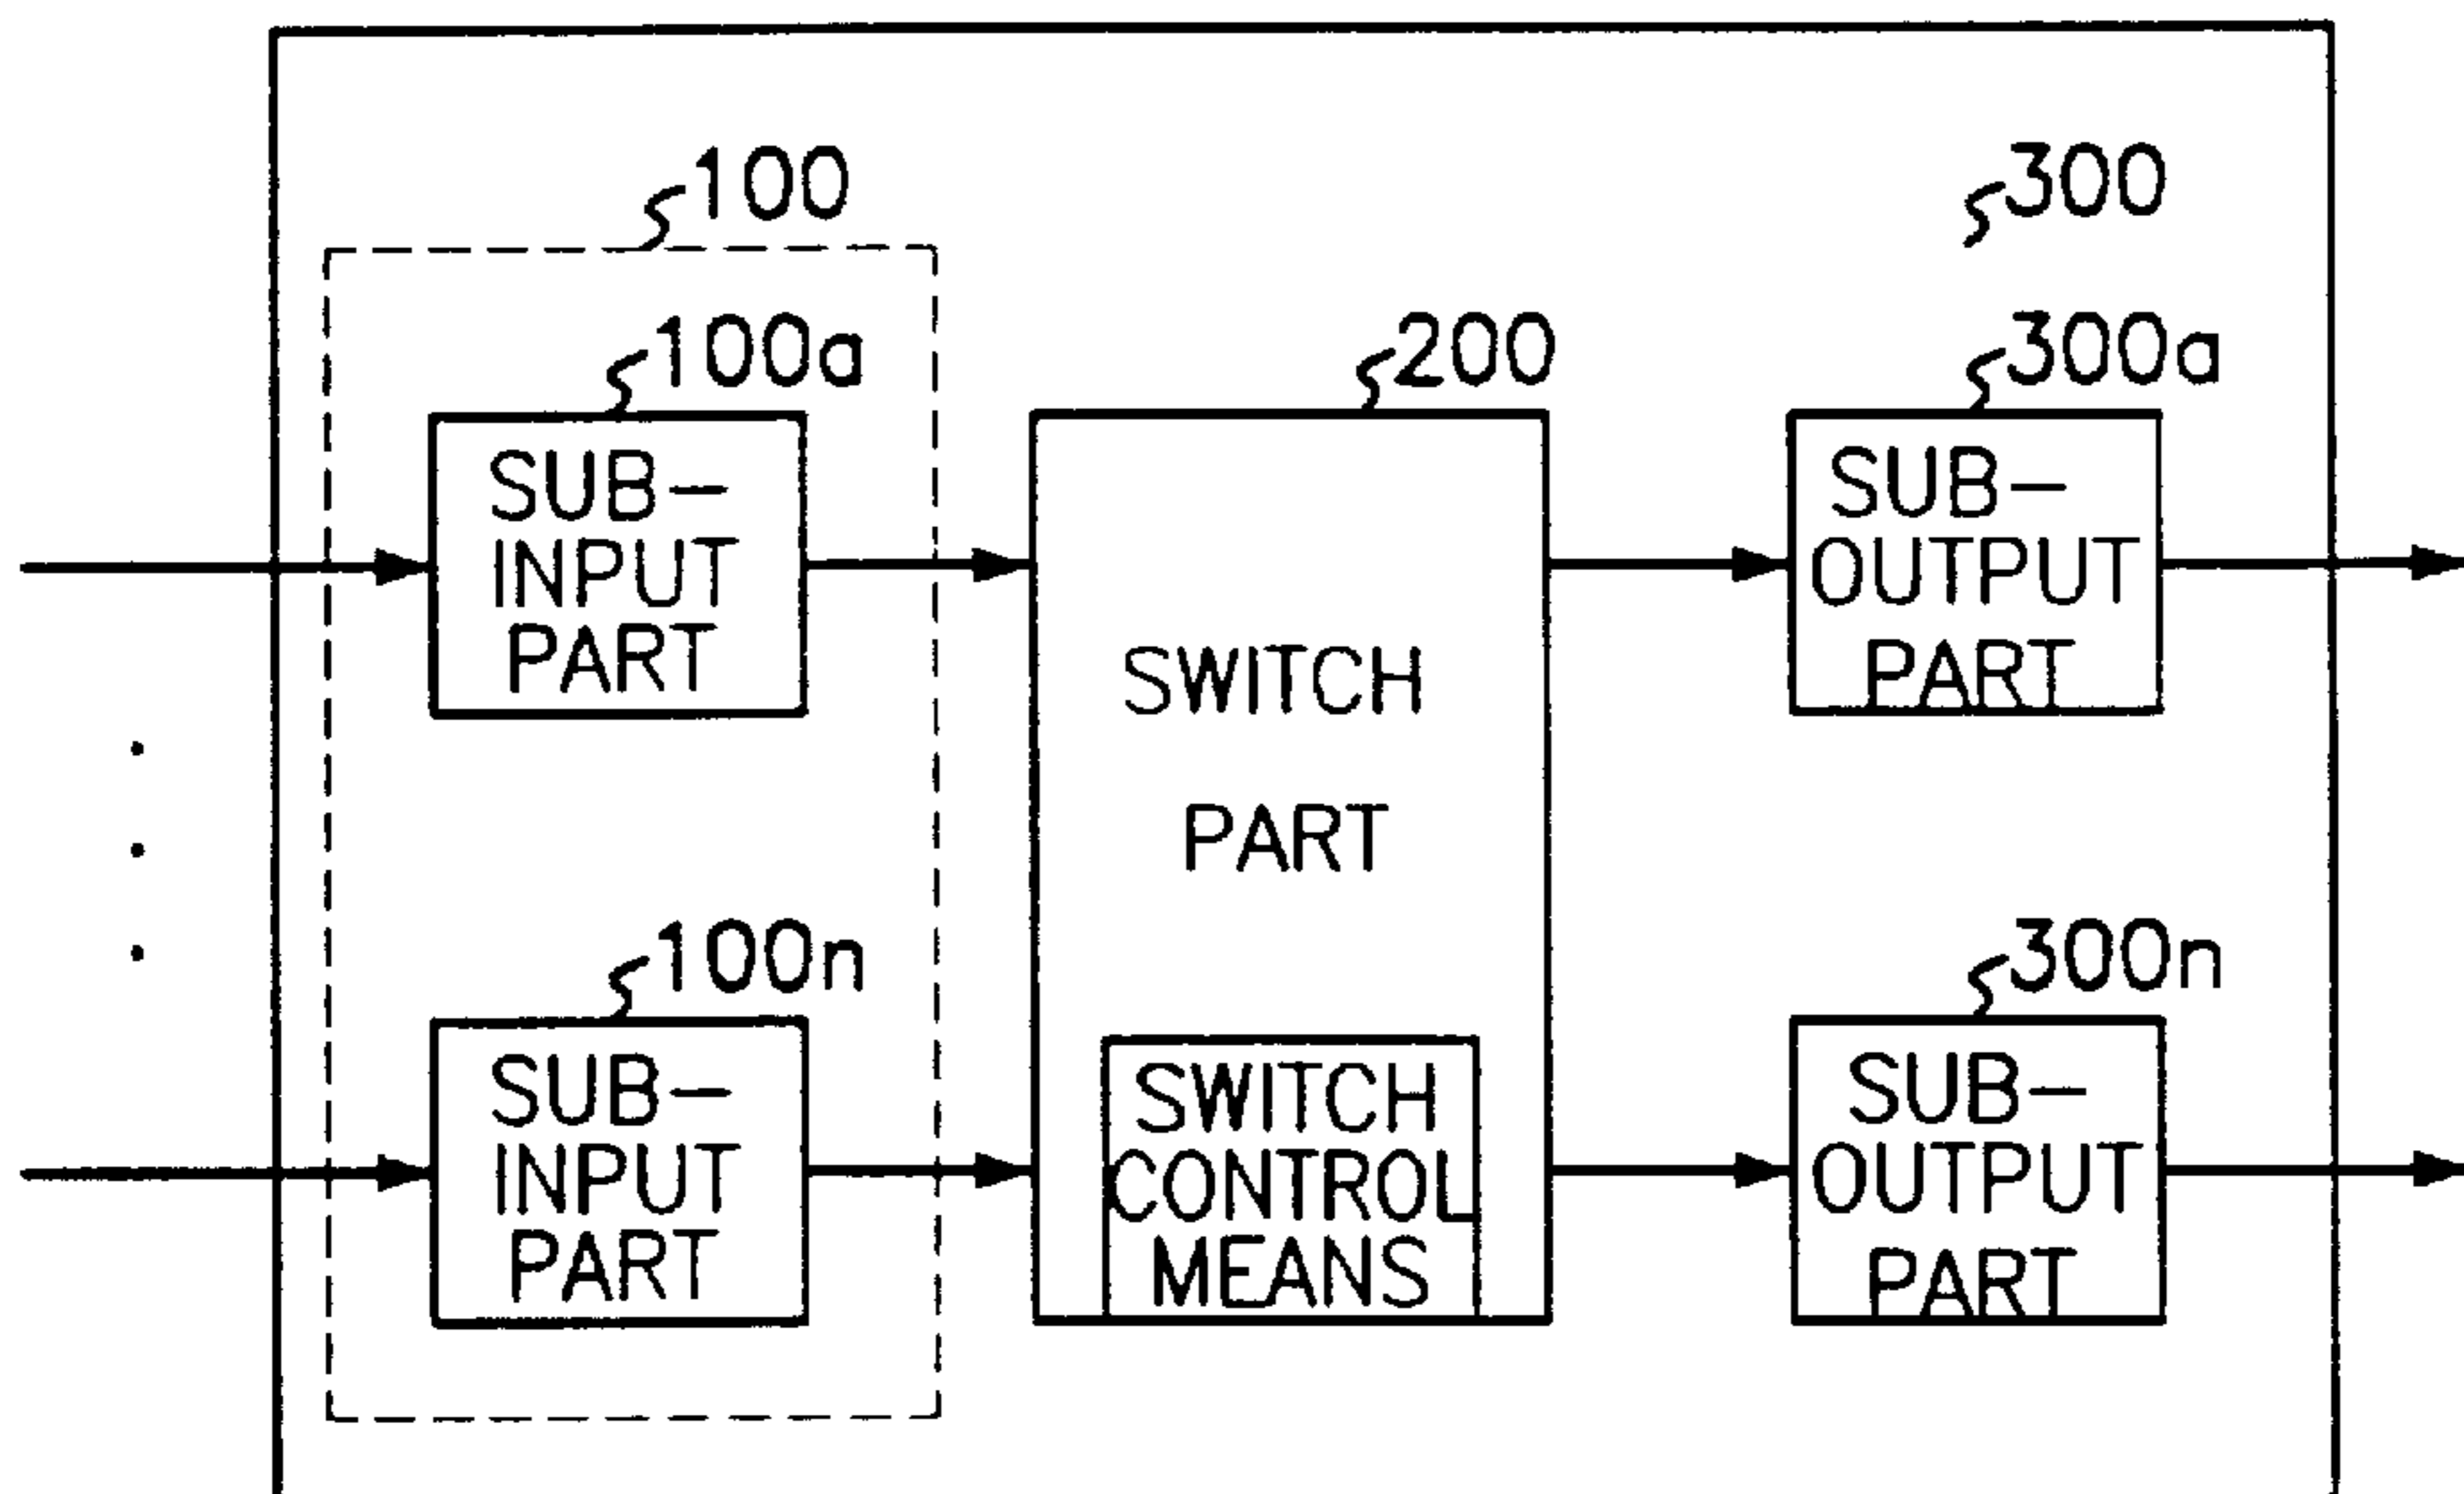 100
300
100a
200
300a
SUB-
INPUT
PART
SWITCH
PART
SUB-
OUTPUT
PART
100n
300n
SUB-
INPUT
PART
SWITCH
CONTROL
MEANS
SUB-
OUTPUT
PART